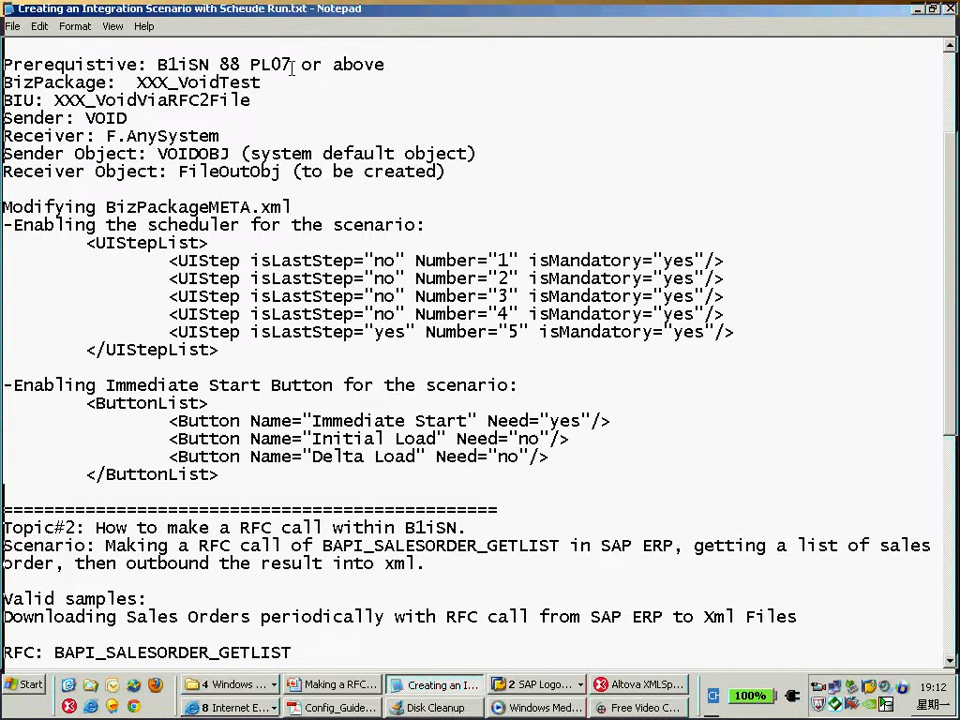 Creating an Integration Scenario with Scheude Run.txt - Notepad
File Edit Format View Help
Prerequistive: B1iSN 88 PL07 or above
BizPackage: XXX_VoidTest
BIU: XXX_VoidViaRFC2File
Sender: VOID
Receiver: F.AnySystem
Sender Object: VOIDOBJ (system default object)
Receiver Object: FileOutObj (to be created)
Modifying BizPackageMETA.xml
-Enabling the scheduler for the scenario:
<UIStepList>
<UIStep isLastStep="no" Number="1" isMandatory="yes"/>
<UIStep isLastStep="no" Number="2" isMandatory="yes"/>
<UIStep isLastStep="no" Number="3" isMandatory="yes"/>
<UIStep isLastStep="no" Number="4" isMandatory="yes"/>
<UIStep isLastStep="yes" Number="5" isMandatory="yes"/>
</UIStepList>
-Enabling Immediate Start Button for the scenario:
<ButtonList>
<Button Name="Immediate Start" Need="yes"/>
<Button Name="Initial Load" Need="no"/>
<Button Name="Delta Load" Need="no"/>
</ButtonList>
================================================
Topic#2: How to make a RFC call within B1iSN.
Scenario: Making a RFC call of BAPI_SALESORDER_GETLIST in SAP ERP, getting a list of sales
order, then outbound the result into xml.
Valid samples:
Downloading Sales Orders periodically with RFC call from SAP ERP to Xml Files
RFC: BAPI_SALESORDER_GETLIST
Start 4 Windows ... Making a RFC... Creating an I... 2 SAP Logo... Altova XMLSp... 100% 19:12
8 Internet E... Config_Guide... Disk Cleanup Windows Med... Free Video C... 星期一